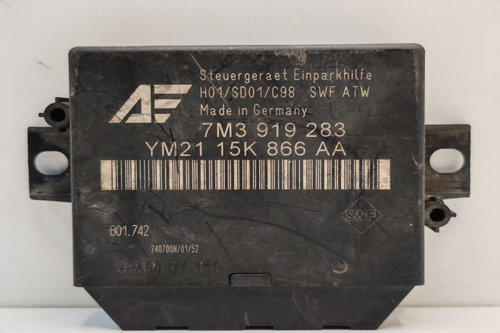 AE
Steuergeraet Einparkhilfe
H01/SD01/C98 SWF ATW
Made in Germany
7M3 919 283
YM21 15K 866 AA
SWF
601.742
240700N/01/52